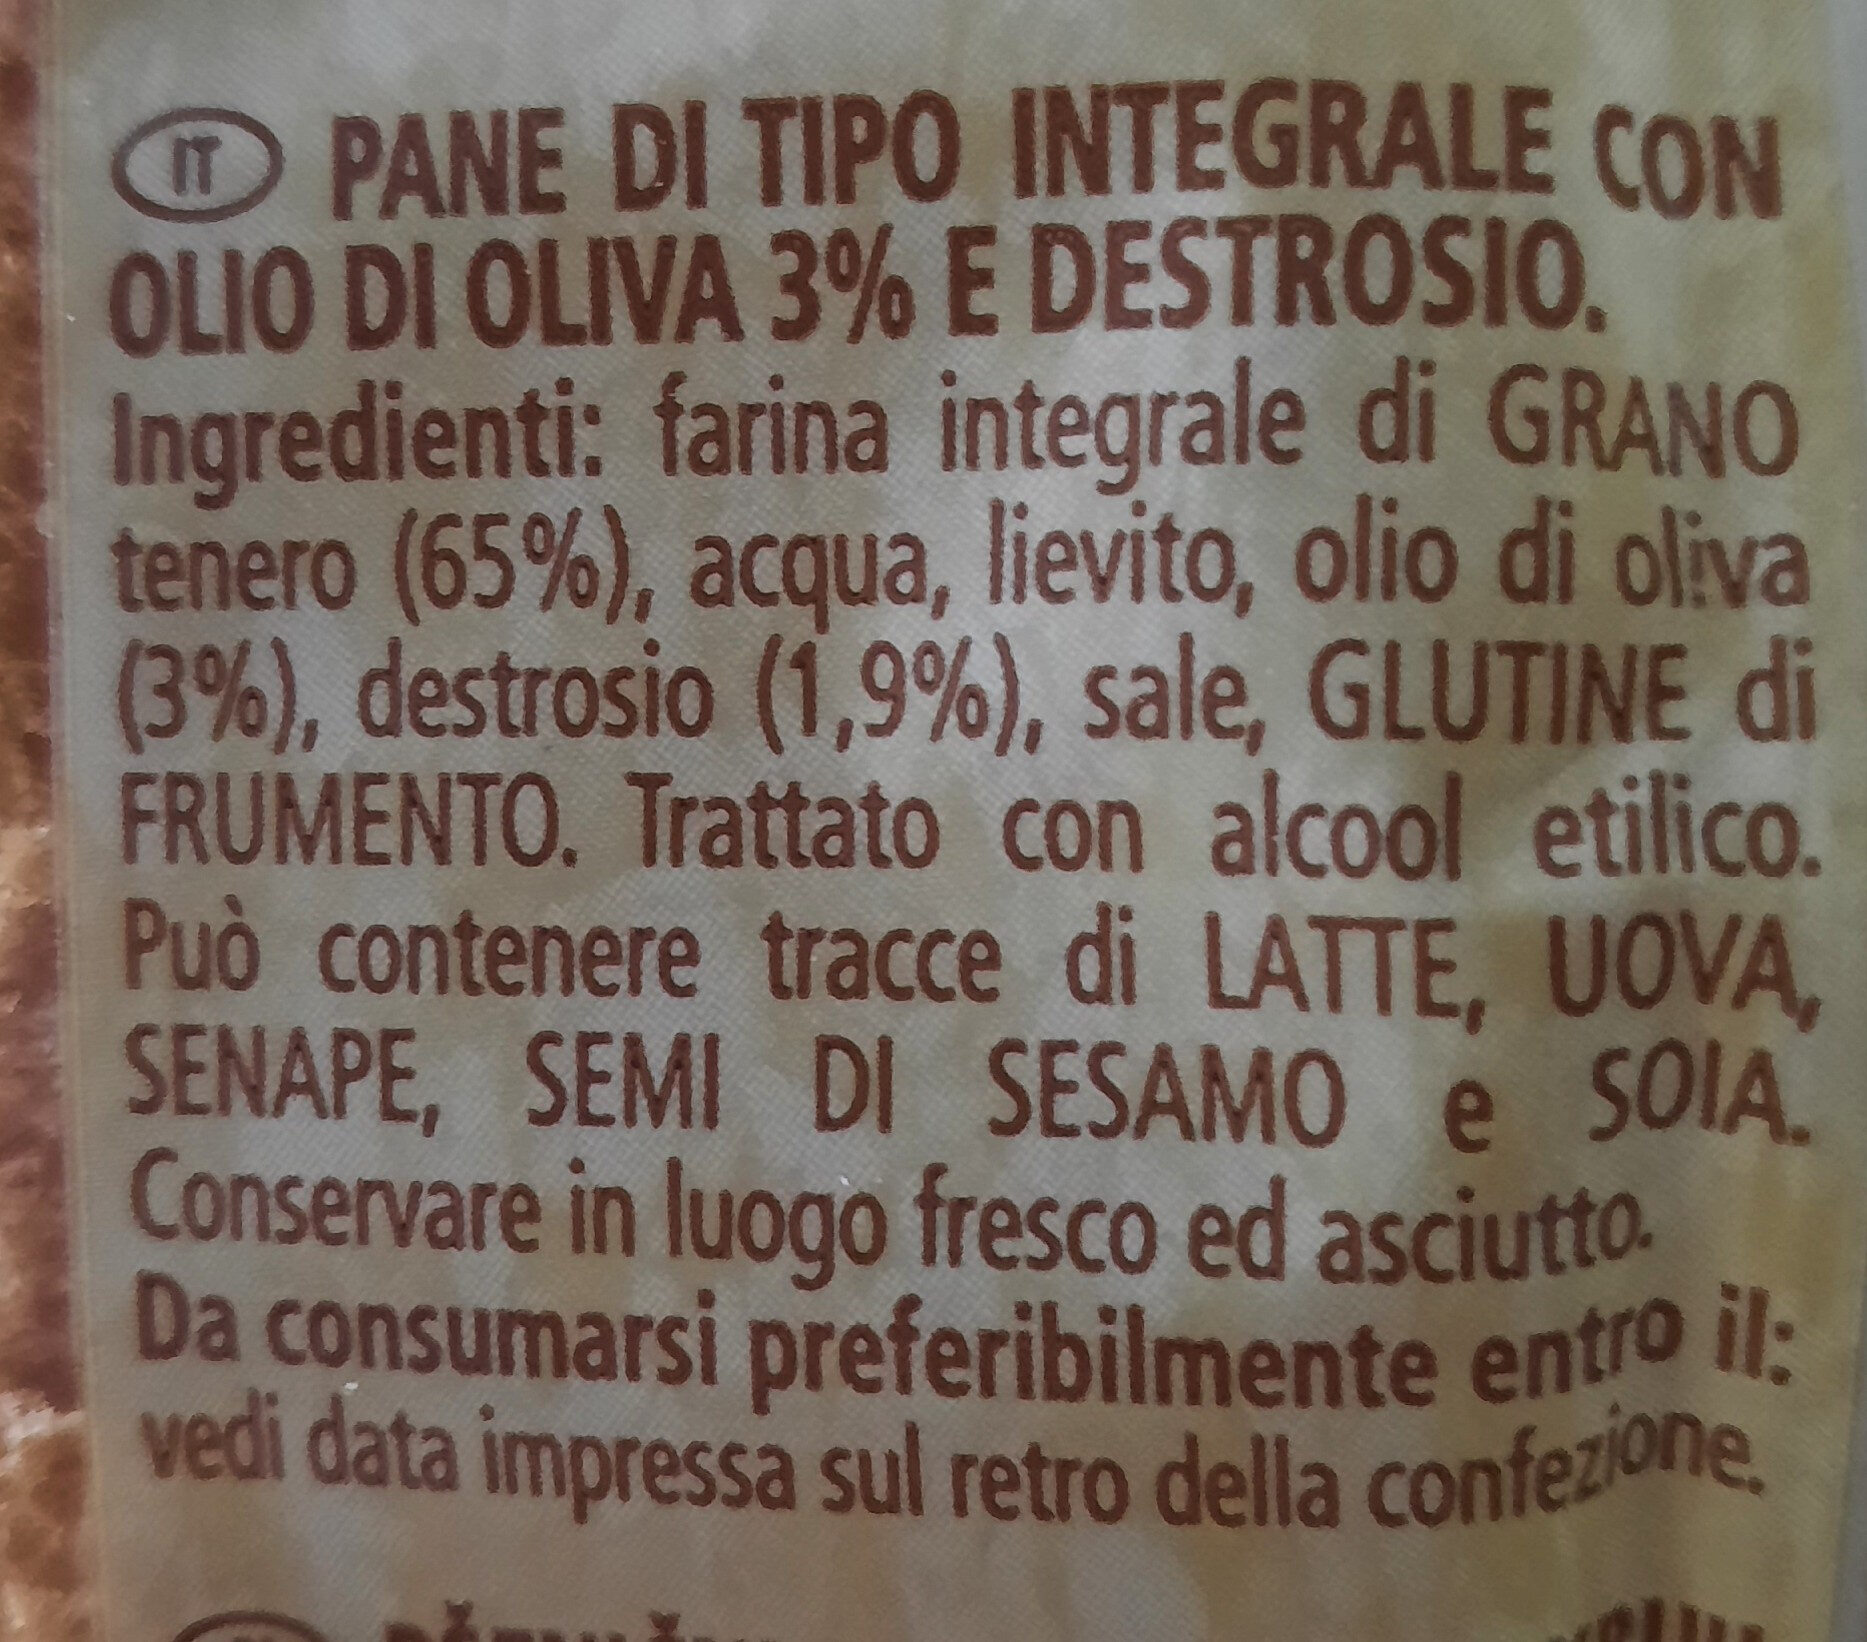 IT PANE DI TIPO INTEGRALE CON
OLIO DI OLIVA 3% E DESTROSIO.
Ingredienti: farina integrale di GRANO
tenero (65%), acqua, lievito, olio di oliva
(3%), destrosio (1,9%), sale, GLUTINE di
FRUMENTO. Trattato con alcool etilico.
Può contenere tracce di LATTE, UOVA,
SENAPE, SEMI DI SESAMO e SOIA.
Conservare in luogo fresco ed asciutto.
Da consumarsi preferibilmente entro il:
vedi data impressa sul retro della confezione.